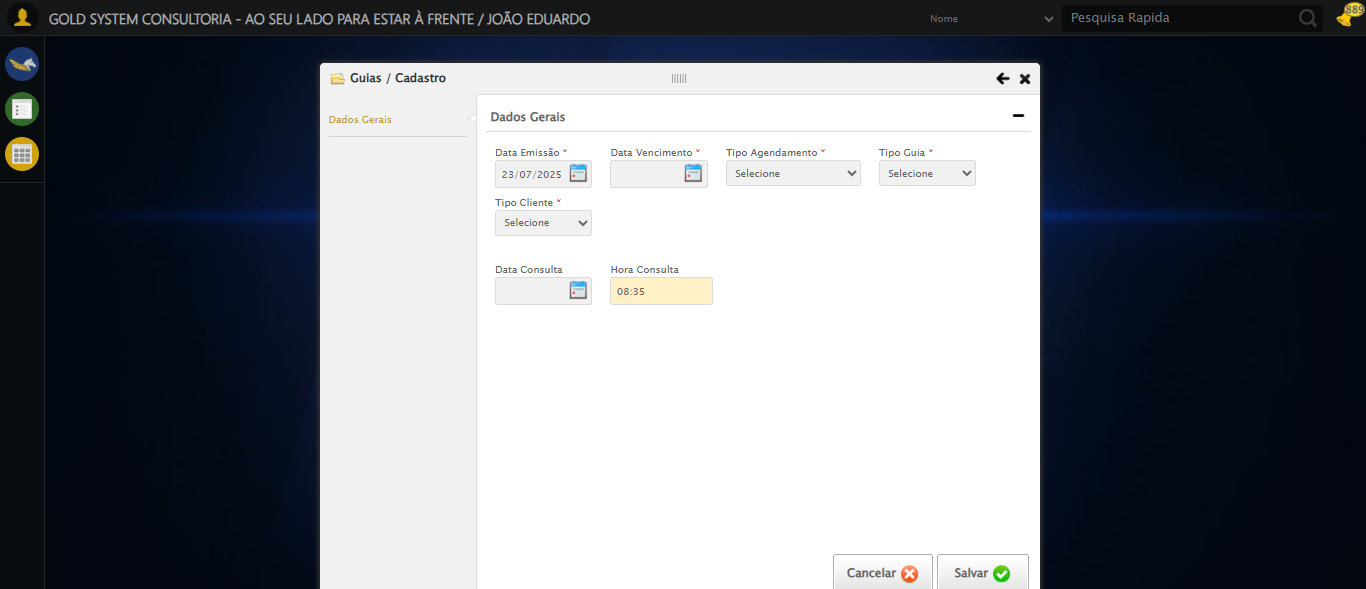 GOLD SYSTEM CONSULTORIA - AO SEU LADO PARA ESTAR À FRENTE / JOÃO EDUARDO
Nome
Pesquisa Rapida
889
Guias / Cadastro
Dados Gerais
Dados Gerais
Data Emissão * Data Vencimento * Tipo Agendamento * Tipo Guia *
23/07/2025 Selecione Selecione
Tipo Cliente *
Selecione
Data Consulta Hora Consulta
08:35
Cancelar Salvar